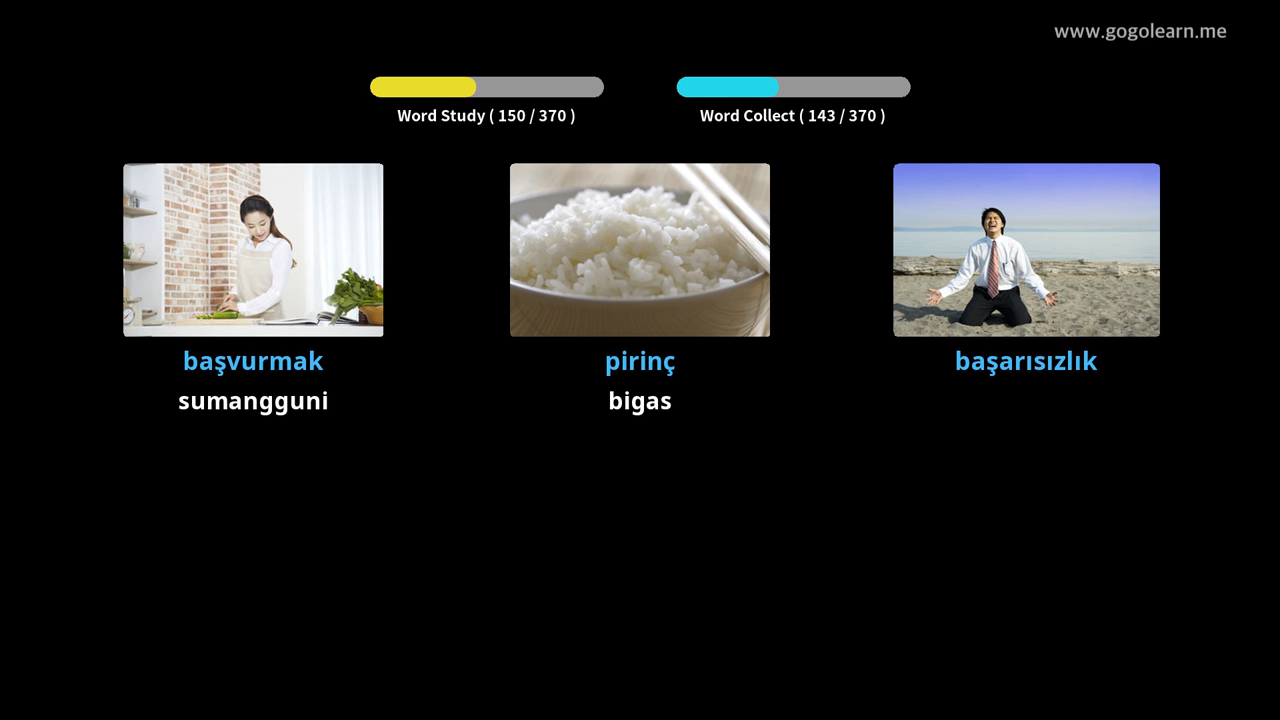 www.gogolearn.me
Word Study ( 150 / 370 )
Word Collect ( 143 / 370 )
başvurmak
pirinç
başarısızlık
sumangguni
bigas